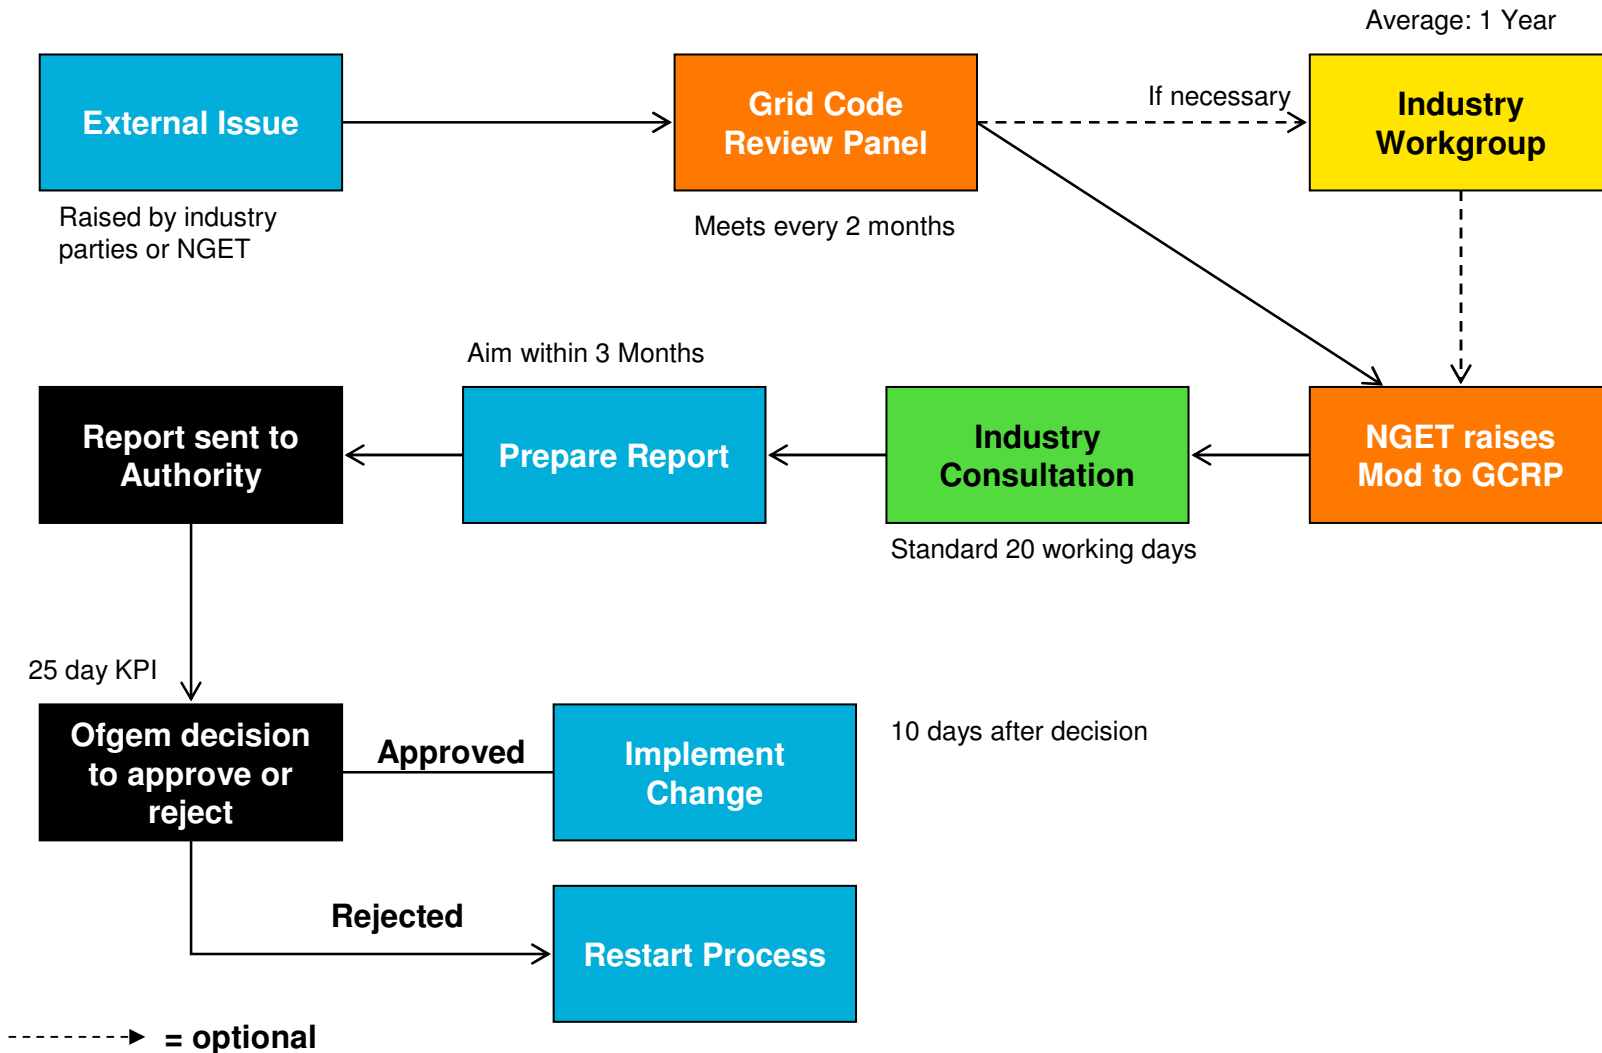 Average: 1 Year
External Issue
Grid Code
Review Panel
If necessary
Industry
Workgroup
Raised by industry
parties or NGET
Meets every 2 months
Aim within 3 Months
Report sent to
Authority
Prepare Report
Industry
Consultation
NGET raises
Mod to GCRP
Standard 20 working days
25 day KPI
Ofgem decision
to approve or
reject
Approved
Implement
Change
10 days after decision
Rejected
Restart Process
= optional